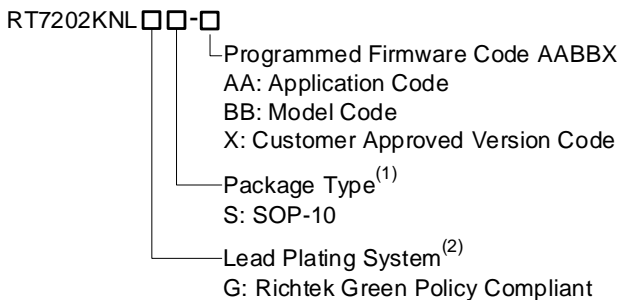 RT7202KNL□□-□
Programmed Firmware Code AABBX
AA: Application Code
BB: Model Code
X: Customer Approved Version Code
Package Type(1)
S: SOP-10
Lead Plating System(2)
G: Richtek Green Policy Compliant